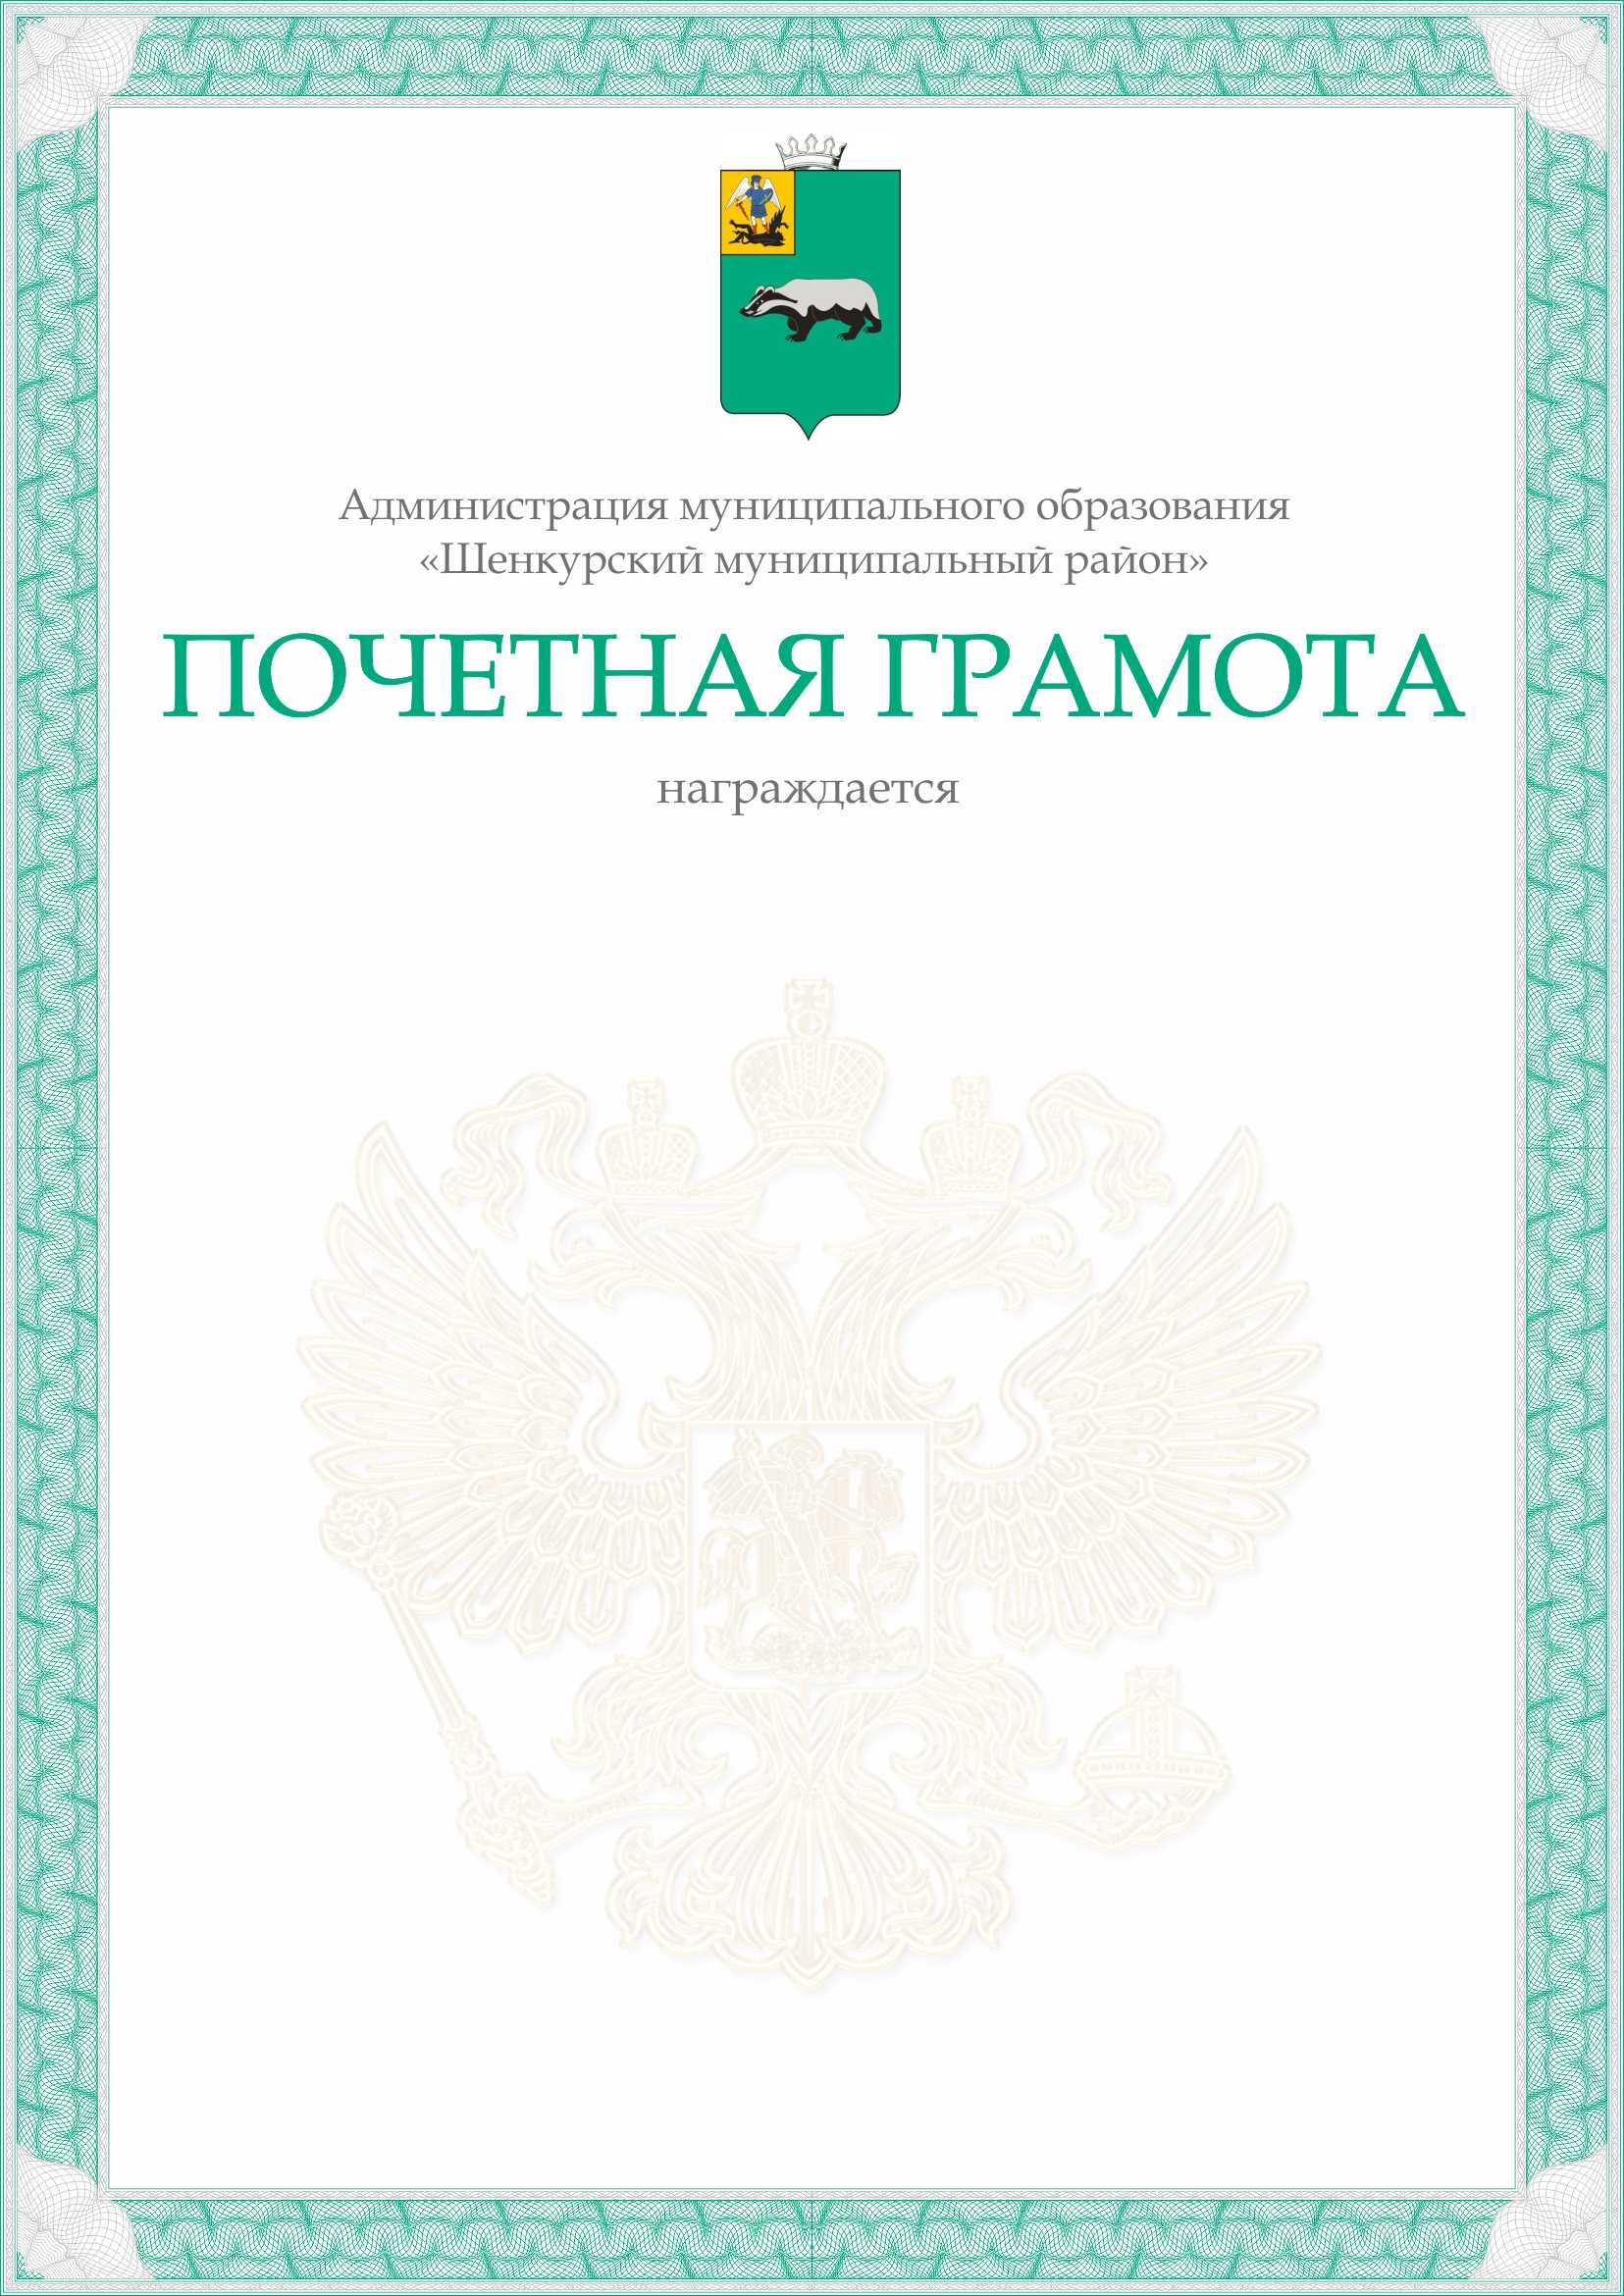 Администрация муниципального образования
«Шенкурский муниципальный район»
ПОЧЕТНАЯ ГРАМОТА
награждается